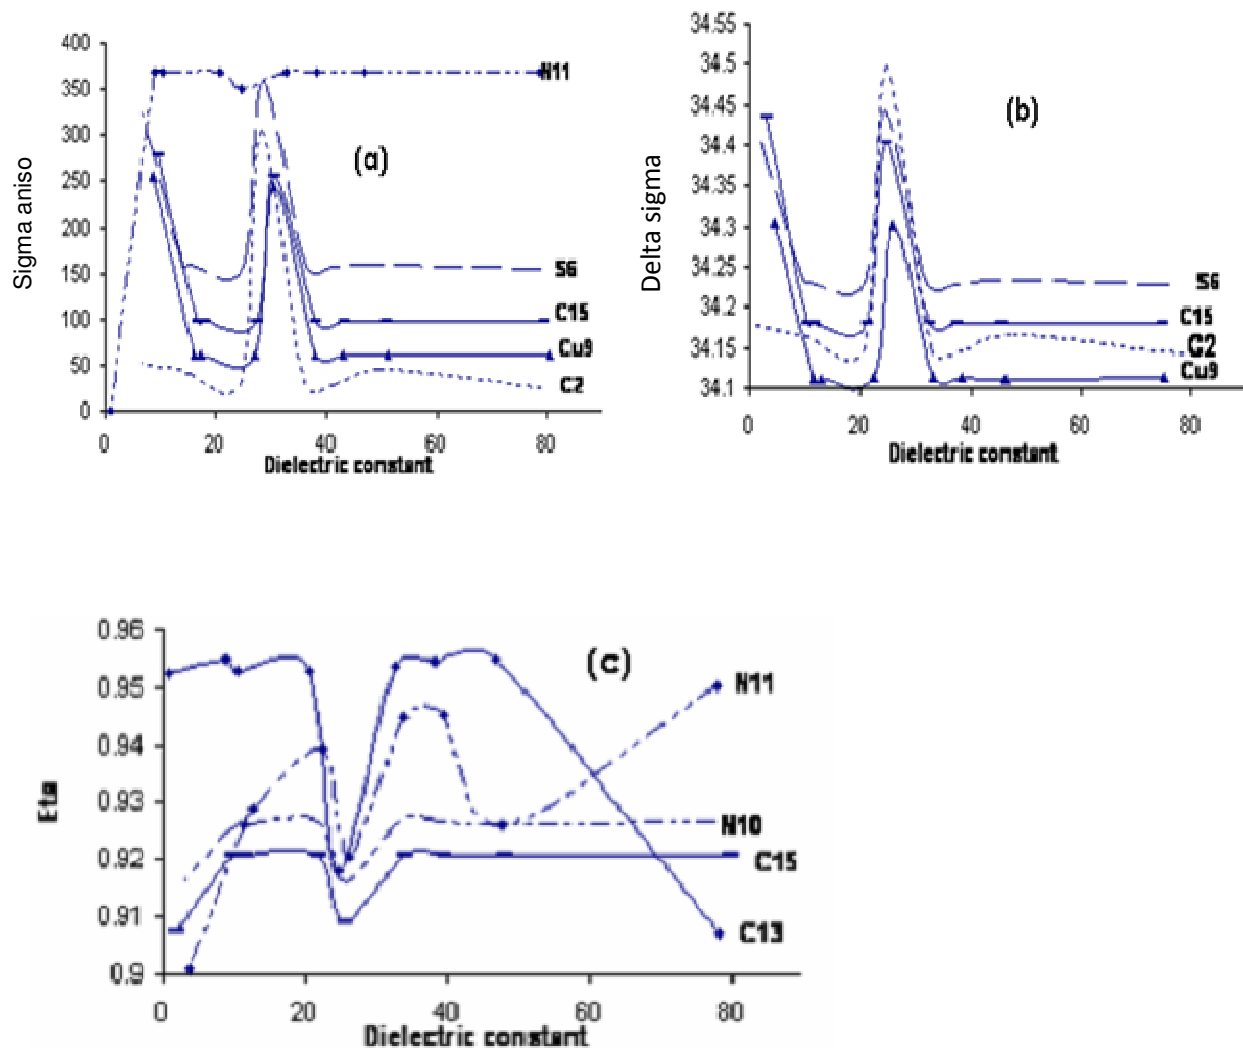 400
350
300
250
200
150
100
50
0
Sigma aniso
(a)
N11
S6
C15
Cu9
C2
0 20 40 60 80
Dielectric constant
34.55
34.5
34.45
34.4
34.35
34.3
34.25
34.2
34.15
34.1
Delta sigma
(b)
S6
C15
C2
Cu9
0 20 40 60 80
Dielectric constant
0.96
0.95
0.94
0.93
0.92
0.91
0.9
Eta
(c)
N11
N10
C15
C13
0 20 40 60 80
Dielectric constant